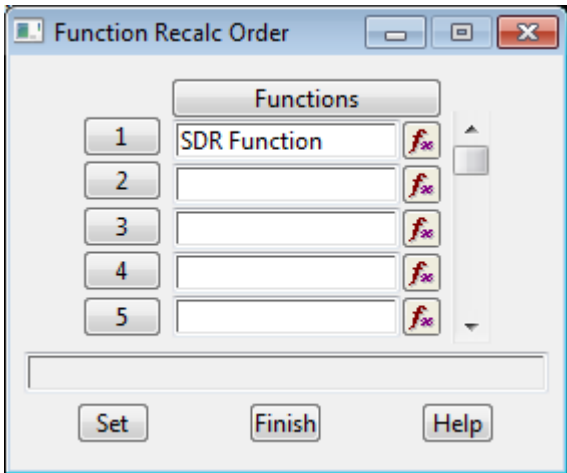 Function Recalc Order
Functions
1 SDR Function
2
3
4
5
Set Finish Help